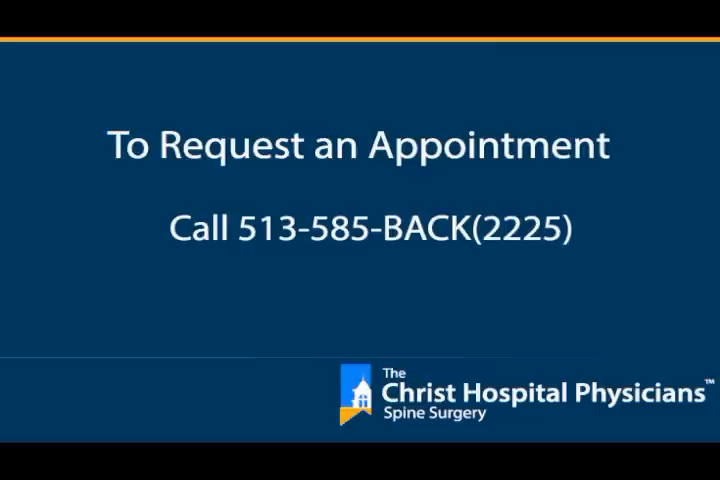 To Request an Appointment
Call 513-585-BACK(2225)
The
Christ Hospital Physicians™
Spine Surgery